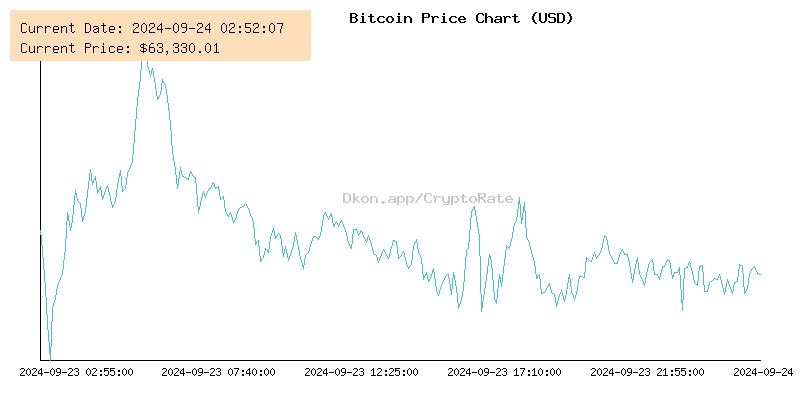 Bitcoin Price Chart (USD)
Current Date: 2024-09-24 02:52:07
Current Price: $63,330.01
Dkon.app/CryptoRate
2024-09-23 02:55:00 2024-09-23 07:40:00 2024-09-23 12:25:00 2024-09-23 17:10:00 2024-09-23 21:55:00 2024-09-24